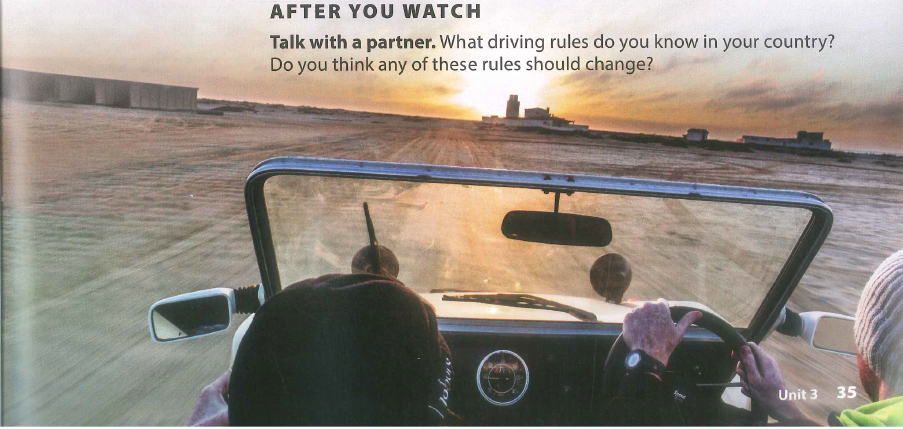 AFTER YOU WATCH
Talk with a partner. What driving rules do you know in your country?
Do you think any of these rules should change?
Unit 3 35